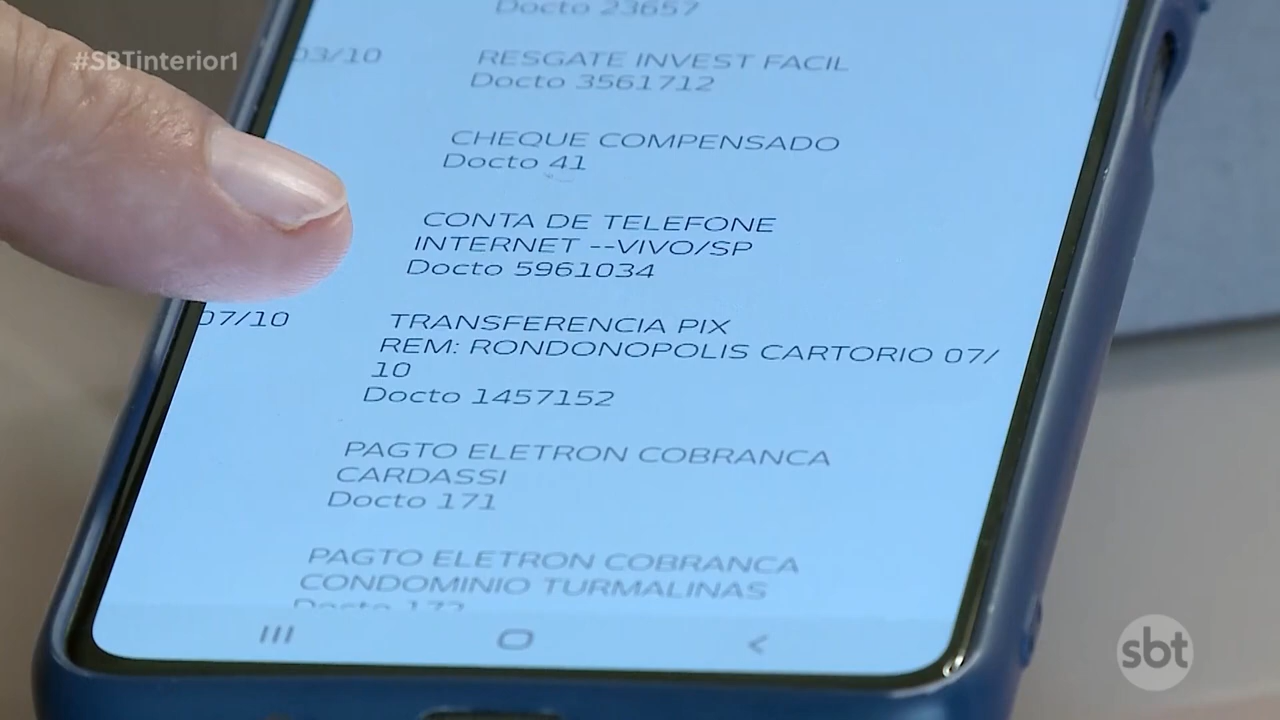 #SBTinterior1
Docto 23657
03/10
RESGATE INVEST FACIL
Docto 3561712
CHEQUE COMPENSADO
Docto 41
CONTA DE TELEFONE
INTERNET --VIVO/SP
Docto 5961034
07/10
TRANSFERENCIA PIX
REM: RONDONOPOLIS CARTORIO 07/
10
Docto 1457152
PAGTO ELETRON COBRANCA
CARDASSI
Docto 171
PAGTO ELETRON COBRANCA
CONDOMINIO TURMALINAS
Docto 172
sbt